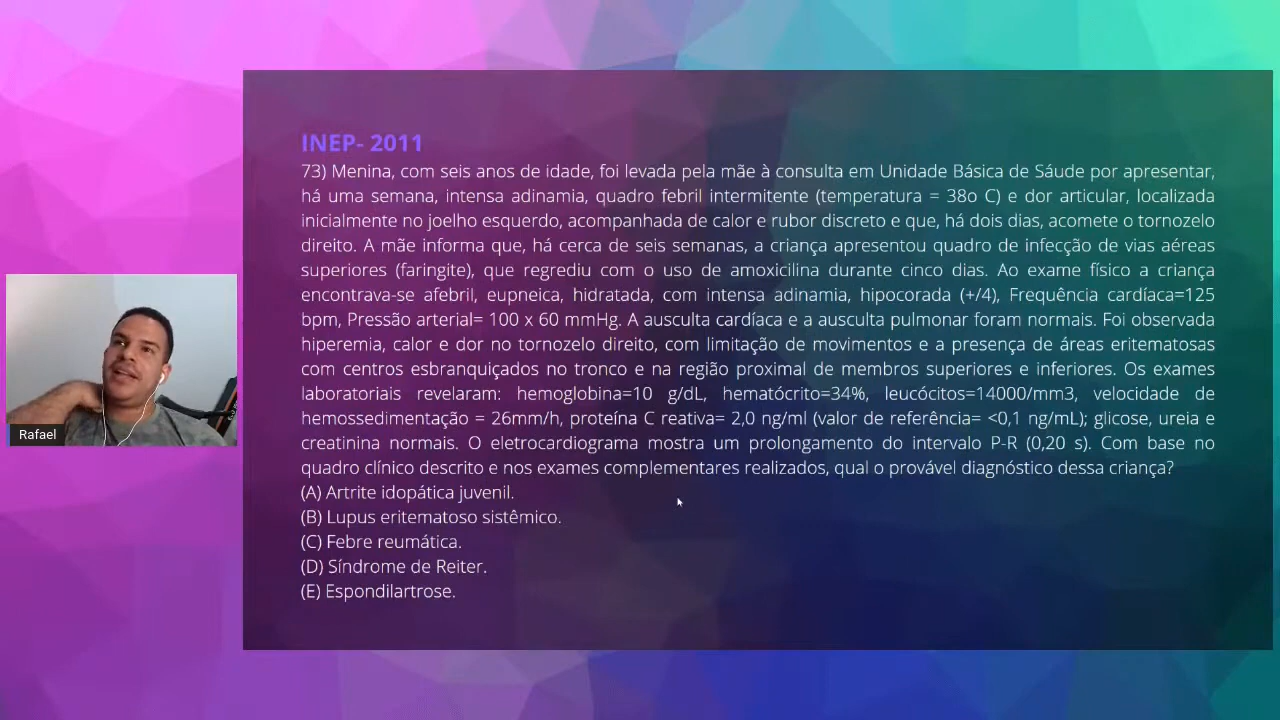 INEP- 2011
73) Menina, com seis anos de idade, foi levada pela mãe à consulta em Unidade Básica de Sáude por apresentar,
há uma semana, intensa adinamia, quadro febril intermitente (temperatura = 38o C) e dor articular, localizada
inicialmente no joelho esquerdo, acompanhada de calor e rubor discreto e que, há dois dias, acomete o tornozelo
direito. A mãe informa que, há cerca de seis semanas, a criança apresentou quadro de infecção de vias aéreas
superiores (faringite), que regrediu com o uso de amoxicilina durante cinco dias. Ao exame físico a criança
encontrava-se afebril, eupneica, hidratada, com intensa adinamia, hipocorada (+/4), Frequência cardíaca=125
bpm, Pressão arterial= 100 x 60 mmHg. A ausculta cardíaca e a ausculta pulmonar foram normais. Foi observada
hiperemia, calor e dor no tornozelo direito, com limitação de movimentos e a presença de áreas eritematosas
com centros esbranquiçados no tronco e na região proximal de membros superiores e inferiores. Os exames
laboratoriais revelaram: hemoglobina=10 g/dL, hematócrito=34%, leucócitos=14000/mm3, velocidade de
hemossedimentação = 26mm/h, proteína C reativa= 2,0 ng/ml (valor de referência= <0,1 ng/mL); glicose, ureia e
creatinina normais. O eletrocardiograma mostra um prolongamento do intervalo P-R (0,20 s). Com base no
quadro clínico descrito e nos exames complementares realizados, qual o provável diagnóstico dessa criança?
(A) Artrite idopática juvenil.
(B) Lupus eritematoso sistêmico.
(C) Febre reumática.
(D) Síndrome de Reiter.
(E) Espondilartrose.
Rafael